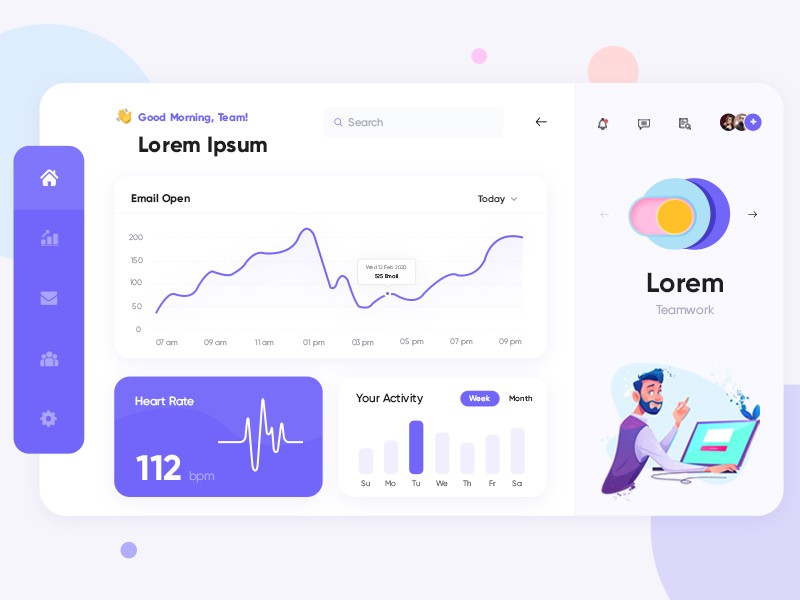 Good Morning, Team!
Lorem Ipsum
Search
Email Open
Today
200
150
100
50
0
Wed 12 Feb 2020
525 Email
07 am 09 am 11 am 01 pm 03 pm 05 pm 07 pm 09 pm
Heart Rate
112 bpm
Your Activity
Week
Month
Su Mo Tu We Th Fr Sa
+
Lorem
Teamwork